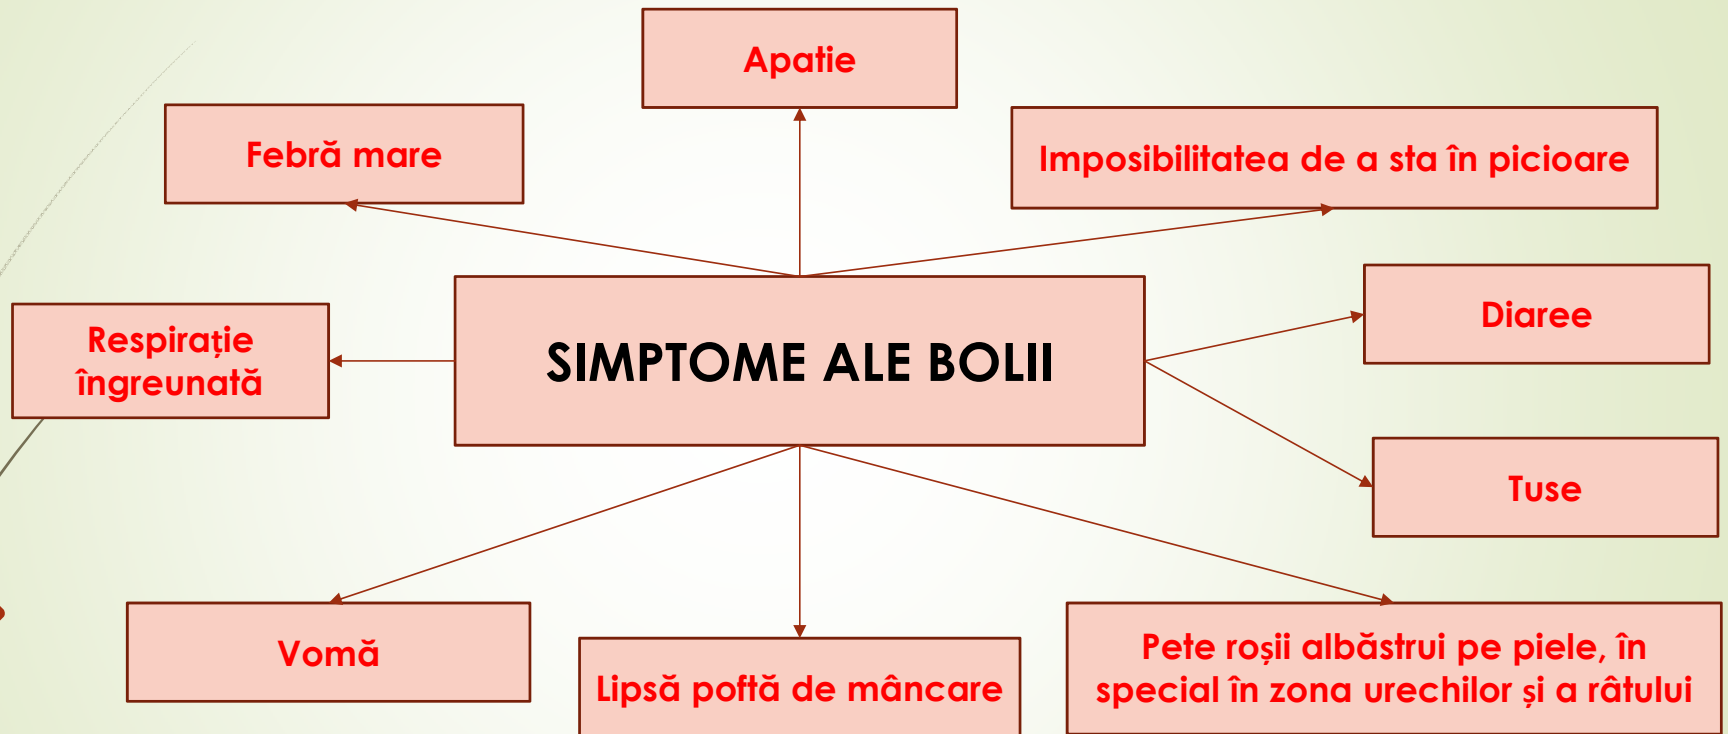 Apatie
Febră mare
Imposibilitatea de a sta în picioare
Diaree
Respirație
îngreunată
SIMPTOME ALE BOLII
Tuse
Vomă
Lipsă poftă de mâncare
Pete roșii albăstrui pe piele, în
special în zona urechilor și a râtului